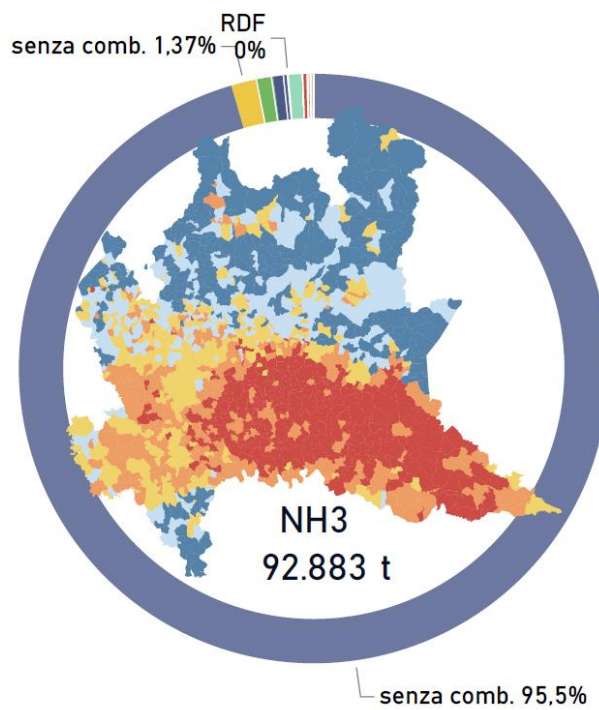 RDF
senza comb. 1,37%
0%
NH3
92.883 t
senza comb. 95,5%